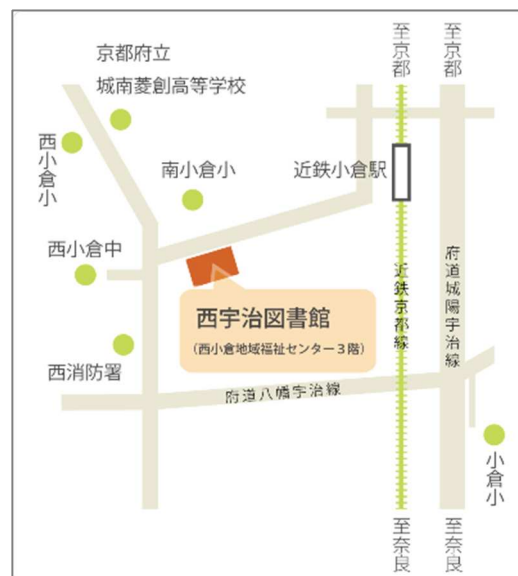 京都府立
城南菱創高等学校
至京都
至京都
西小倉小
南小倉小
近鉄小倉駅
西小倉中
近鉄京都線
府道城陽宇治線
西宇治図書館
(西小倉地域福祉センター3階)
西消防署
府道八幡宇治線
小倉小
至奈良
至奈良